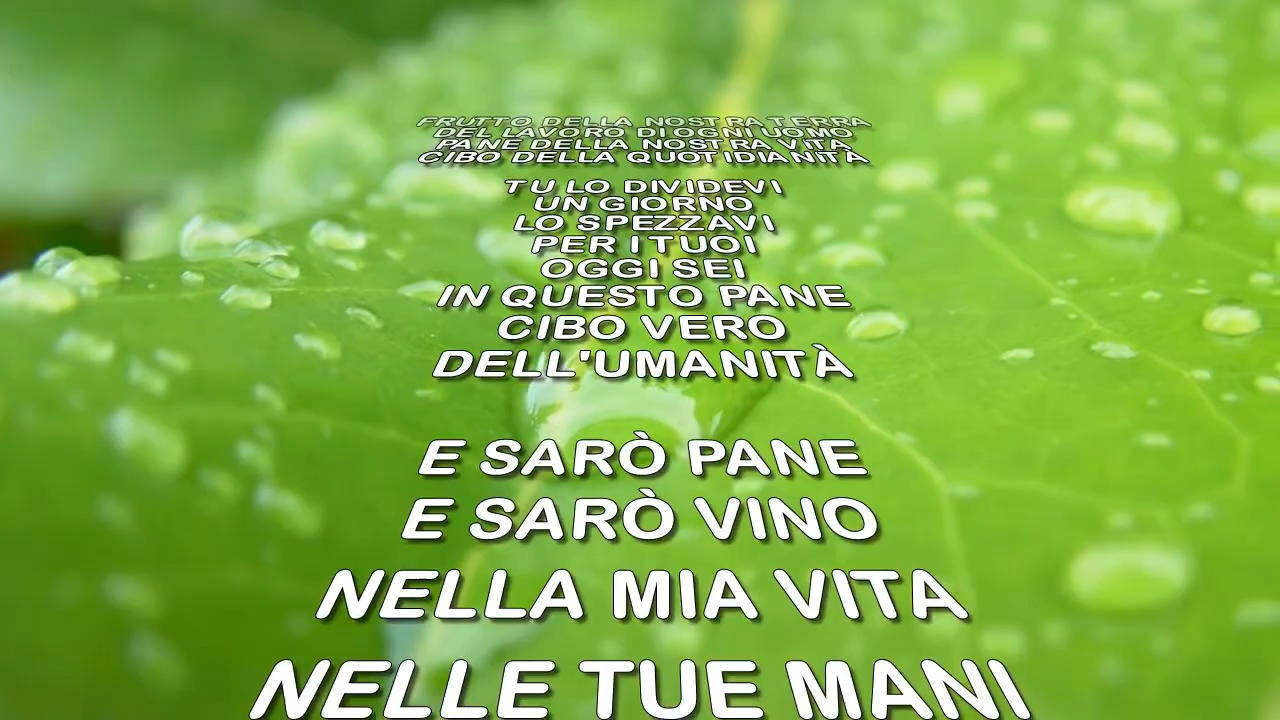 FRUTTO DELLA NOSTRA TERRA
DEL LAVORO DI OGNI UOMO
PANE DELLA NOSTRA VITA
CIBO DELLA QUOTIDIANITÀ
TU LO DIVIDEVI
UN GIORNO
LO SPEZZAVI
PER I TUOI
OGGI SEI
IN QUESTO PANE
CIBO VERO
DELL'UMANITÀ
E SARÒ PANE
E SARÒ VINO
NELLA MIA VITA
NELLE TUE MANI